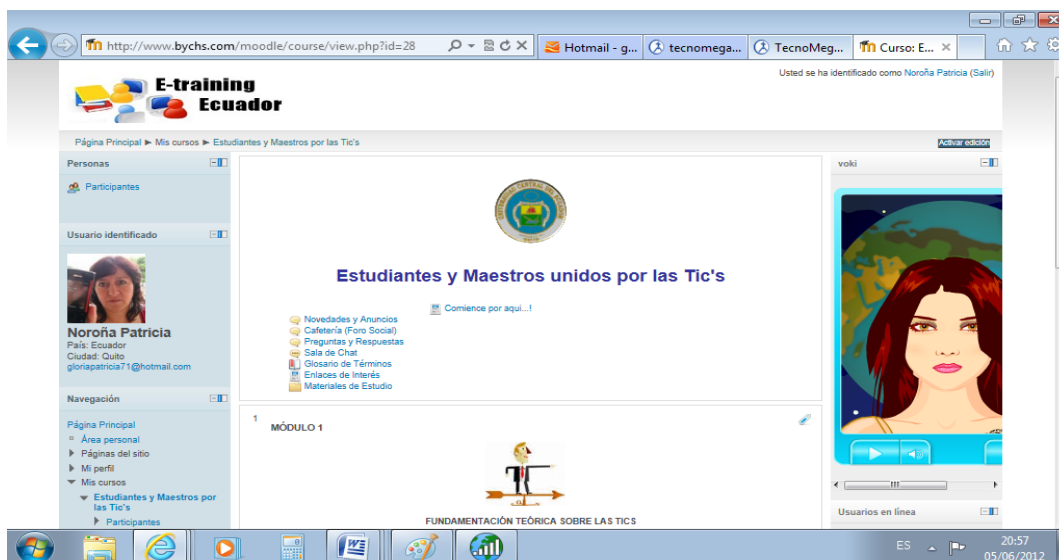 http://www.bychs.com/moodle/course/view.php?id=28
Hotmail - g...
tecnomega...
TecnoMeg...
Curso: E...
E-training
Ecuador
Usted se ha identificado como Noroña Patricia (Salir)
Página Principal ► Mis cursos ► Estudiantes y Maestros por las Tic's
Activar edición
Personas
Participantes
Usuario identificado
Noroña Patricia
País: Ecuador
Ciudad: Quito
gloriapatricia71@hotmail.com
Navegación
Página Principal
Área personal
Páginas del sitio
Mi perfil
Mis cursos
Estudiantes y Maestros por
las Tic's
Participantes
Estudiantes y Maestros unidos por las Tic's
Comience por aqui...!
Novedades y Anuncios
Cafetería (Foro Social)
Preguntas y Respuestas
Sala de Chat
Glosario de Términos
Enlaces de Interés
Materiales de Estudio
1
MÓDULO 1
FUNDAMENTACIÓN TEÓRICA SOBRE LAS TICS
voki
Usuarios en línea
ES
20:57
05/06/2012